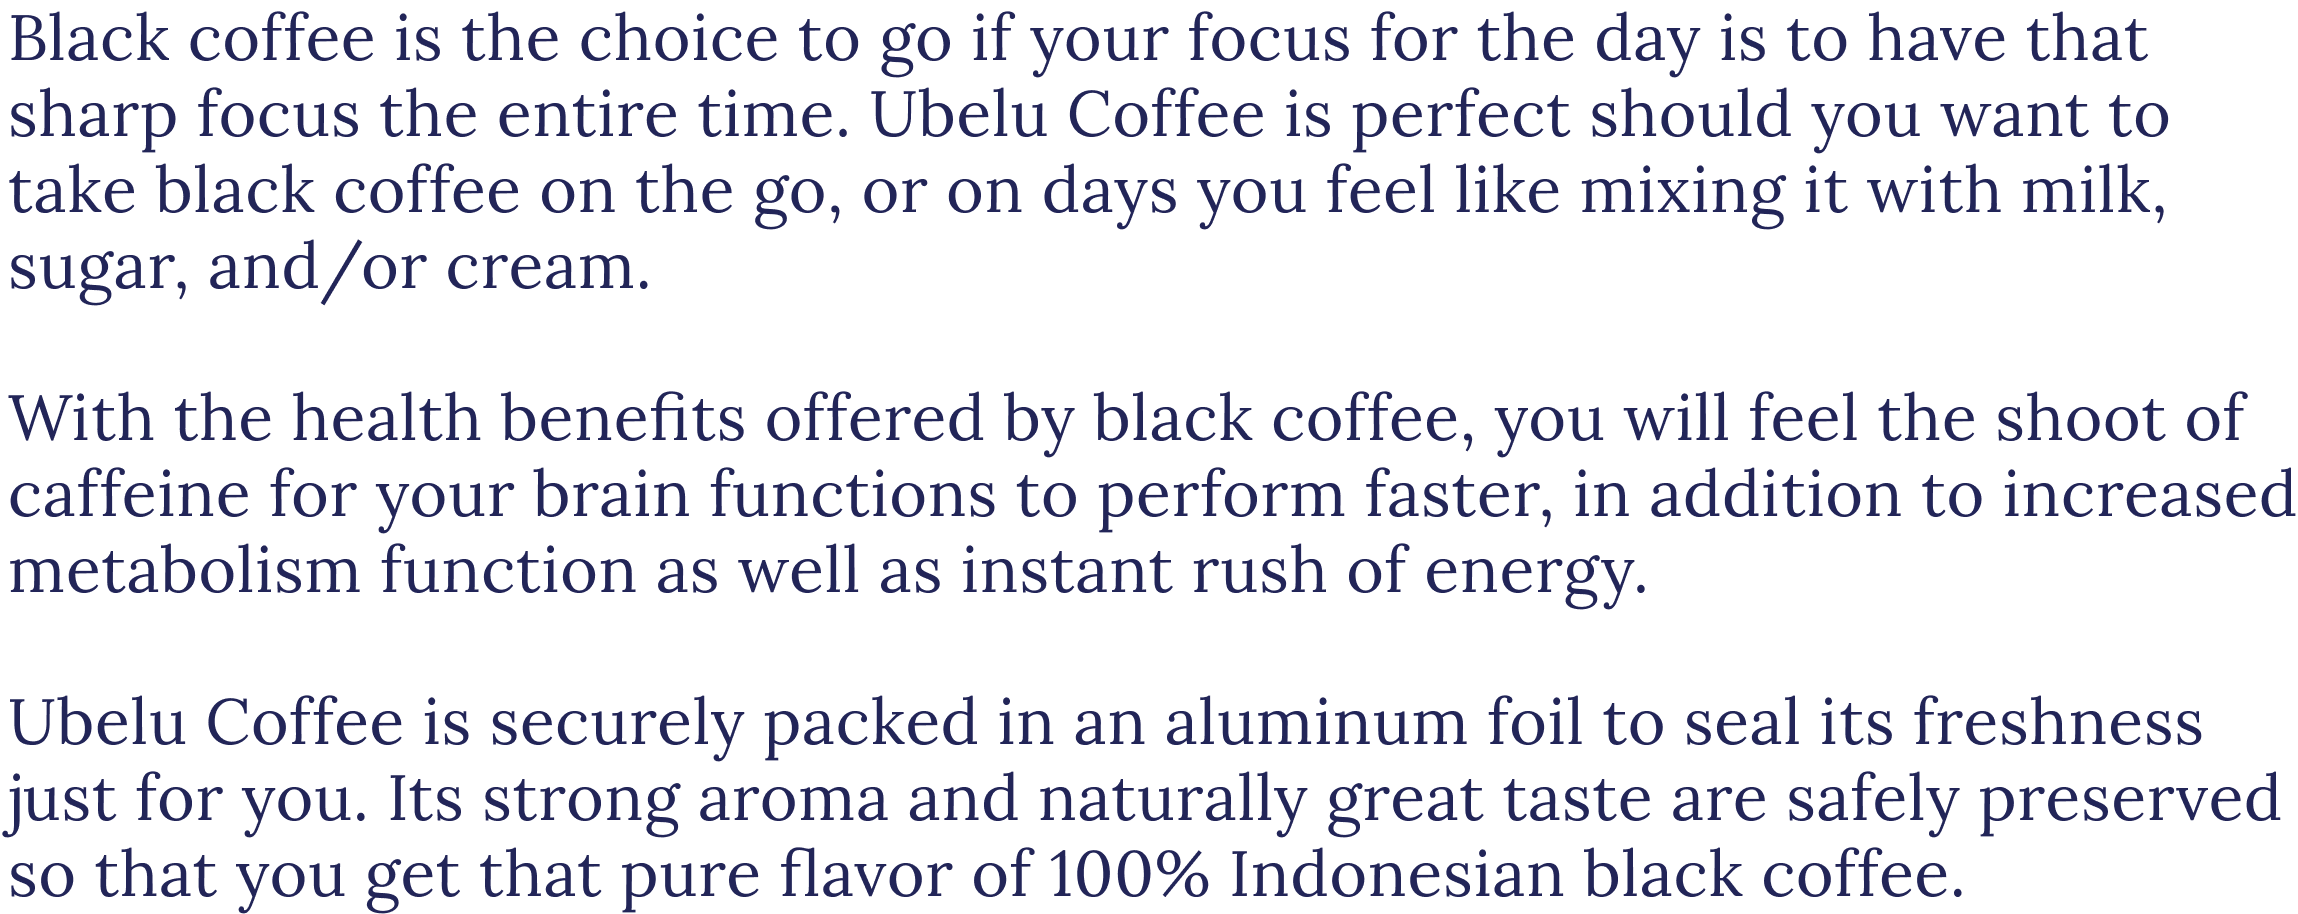 Black coffee is the choice to go if your focus for the day is to have that
sharp focus the entire time. Ubelu Coffee is perfect should you want to
take black coffee on the go, or on days you feel like mixing it with milk,
sugar, and/or cream.
With the health benefits offered by black coffee, you will feel the shoot of
caffeine for your brain functions to perform faster, in addition to increased
metabolism function as well as instant rush of energy.
Ubelu Coffee is securely packed in an aluminum foil to seal its freshness
just for you. Its strong aroma and naturally great taste are safely preserved
so that you get that pure flavor of 100% Indonesian black coffee.